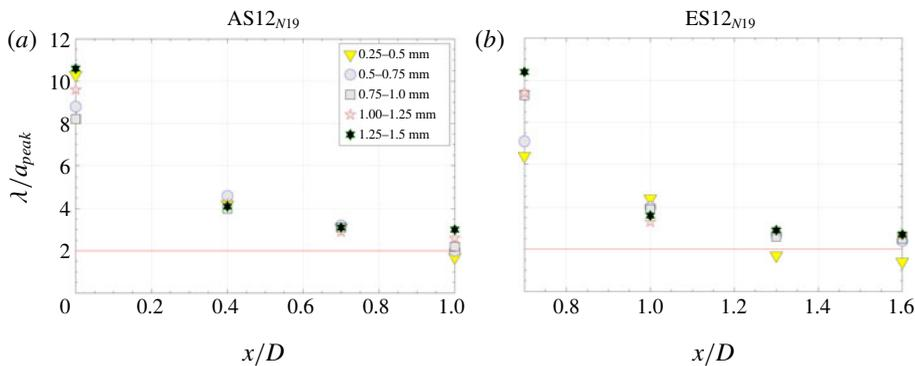 AS12N19
ES12N19
(a)
(b)
12
10
8
6
4
2
0
λ/a_peak
0.25–0.5 mm
0.5–0.75 mm
0.75–1.0 mm
1.00–1.25 mm
1.25–1.5 mm
0.2
0.4
0.6
0.8
1.0
0.8
1.0
1.2
1.4
1.6
x/D
x/D